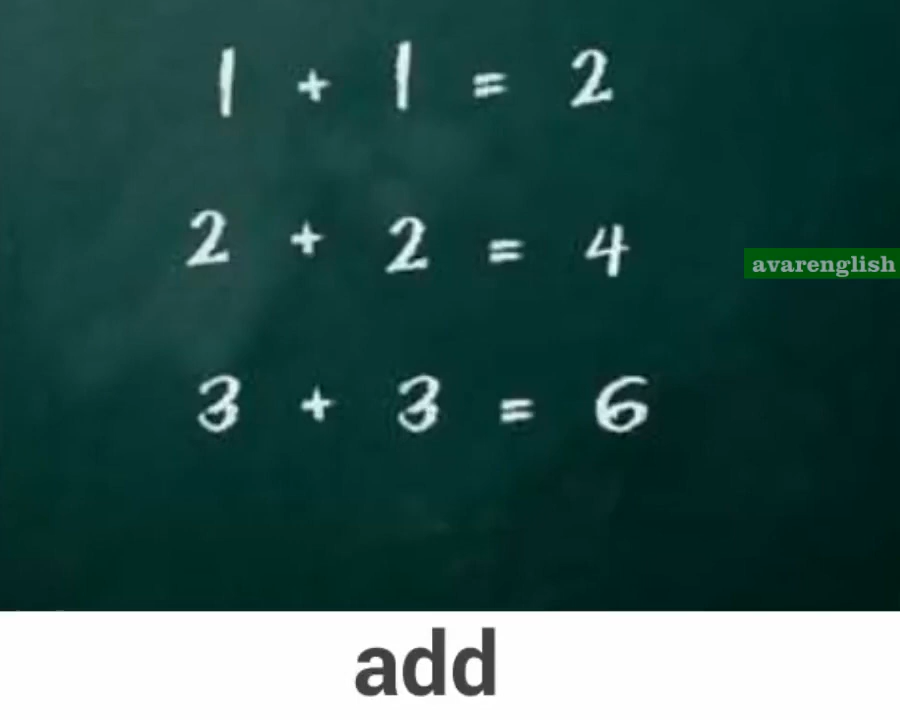 1 + 1 = 2
2 + 2 = 4
avarenglish
3 + 3 = 6
add